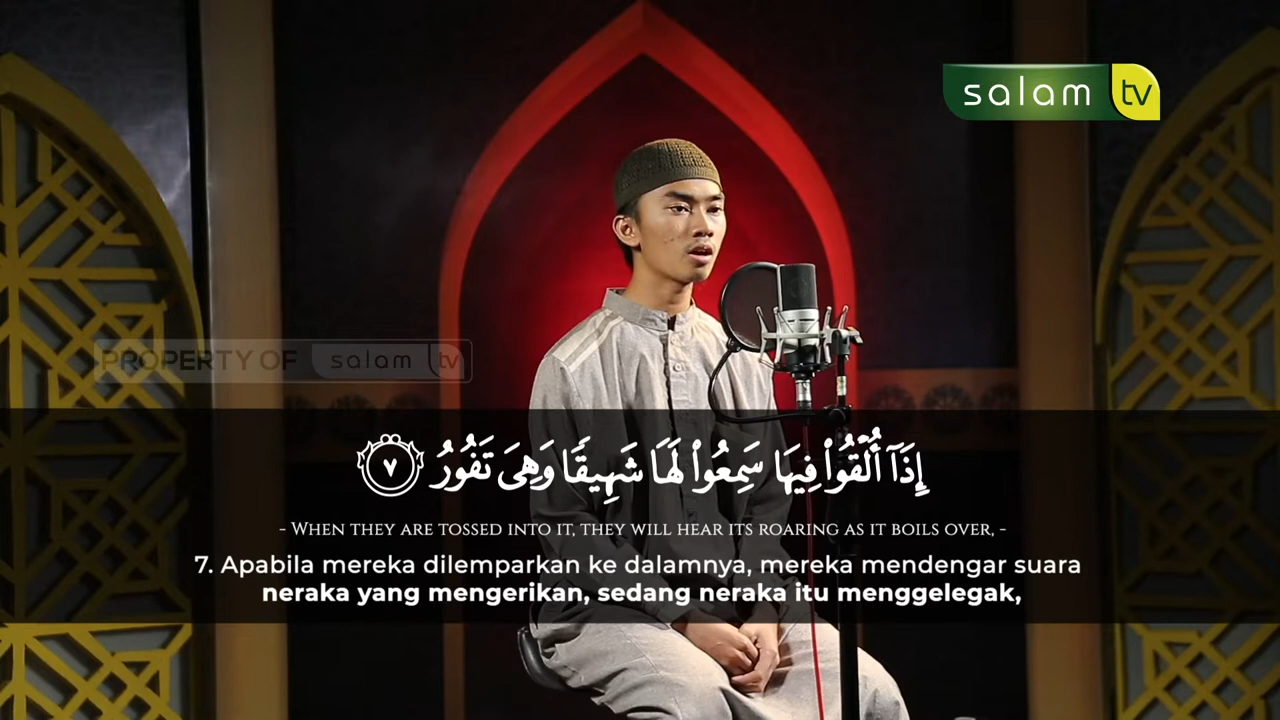 salam tv
PROPERTY OF salam tv
إِذَآ أُلْقُوا۟ فِيهَا سَمِعُوا۟ لَهَا شَهِيقًا وَهِىَ تَفُورُ ٧
- When they are tossed into it, they will hear its roaring as it boils over, -
7. Apabila mereka dilemparkan ke dalamnya, mereka mendengar suara
neraka yang mengerikan, sedang neraka itu menggelegak,